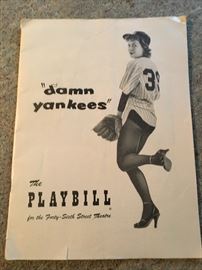 "damn
yankees"
The
PLAYBILL
for the Forty-Sixth Street Theatre